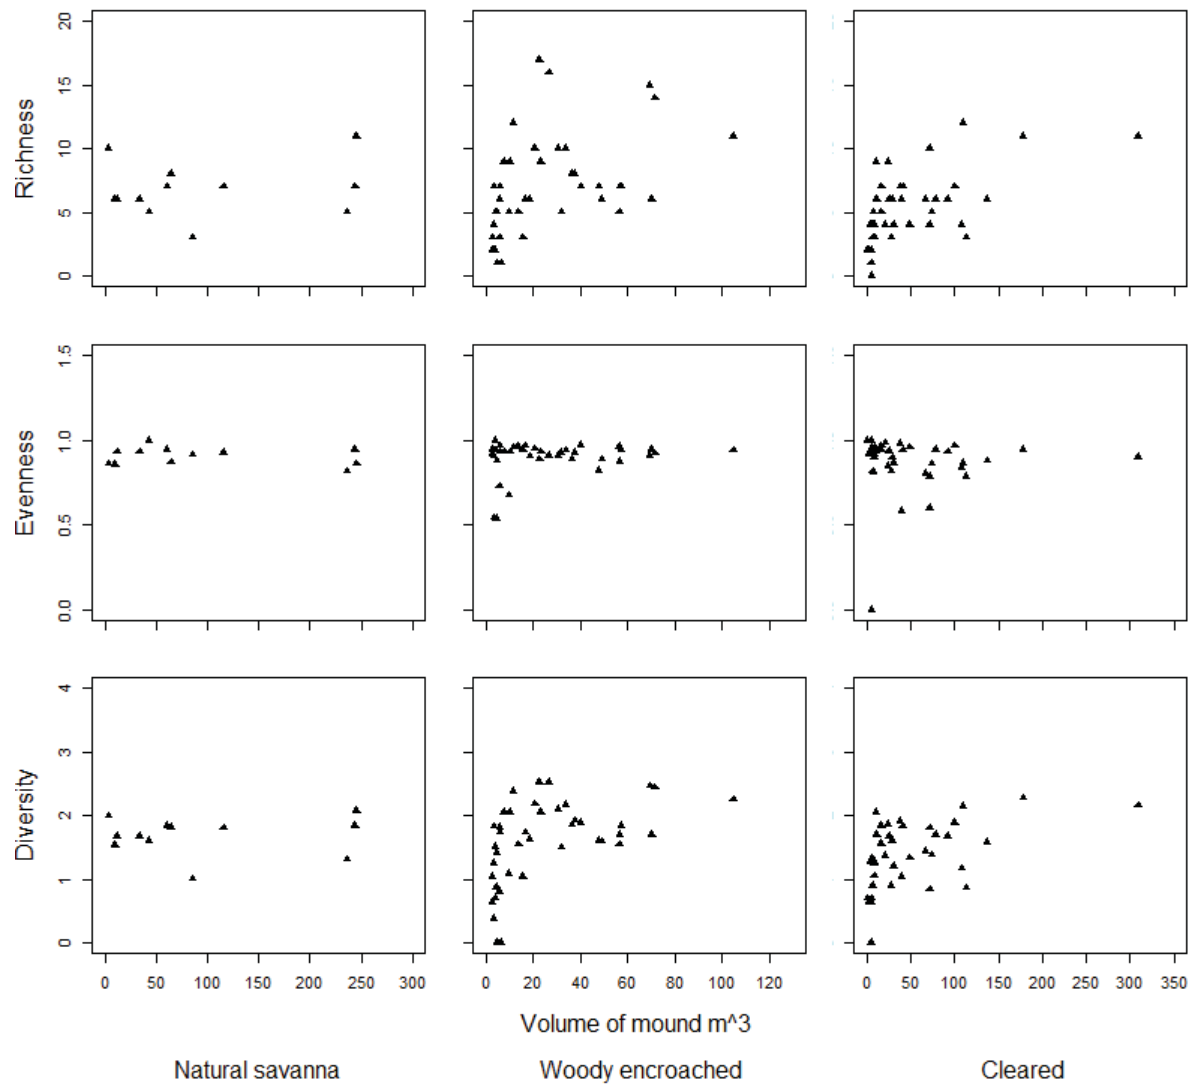 Richness
20
15
10
5
0
Evenness
1.5
1.0
0.5
0.0
Diversity
4
3
2
1
0
0 50 100 150 200 250 300
0 20 40 60 80 100 120
0 50 100 150 200 250 300 350
Volume of mound m^3
Natural savanna Woody encroached Cleared